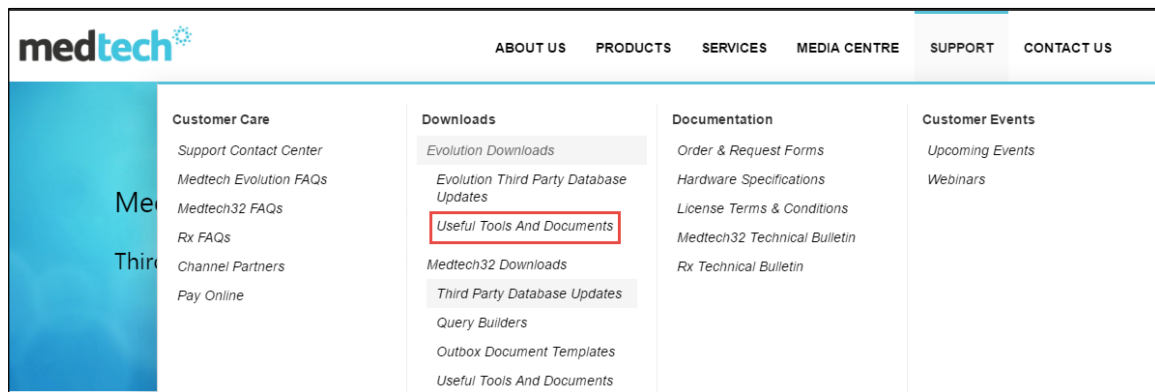 medtech
ABOUT US PRODUCTS SERVICES MEDIA CENTRE SUPPORT CONTACT US
Customer Care
Support Contact Center
Medtech Evolution FAQs
Medtech32 FAQs
Rx FAQs
Channel Partners
Pay Online
Downloads
Evolution Downloads
Evolution Third Party Database
Updates
Useful Tools And Documents
Medtech32 Downloads
Third Party Database Updates
Query Builders
Outbox Document Templates
Useful Tools And Documents
Documentation
Order & Request Forms
Hardware Specifications
License Terms & Conditions
Medtech32 Technical Bulletin
Rx Technical Bulletin
Customer Events
Upcoming Events
Webinars